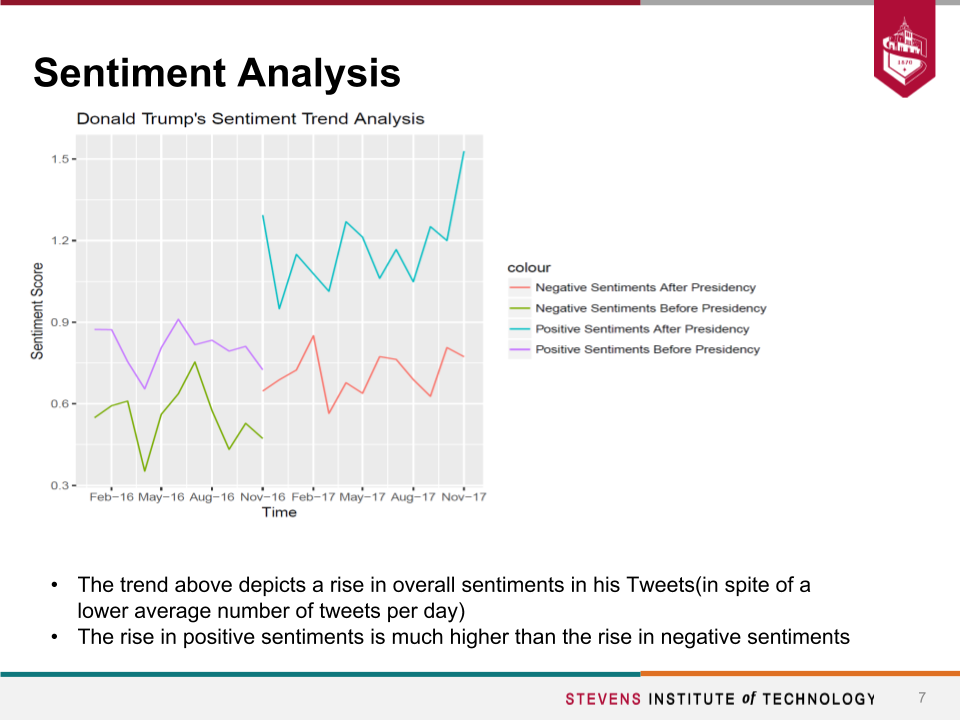 Sentiment Analysis
Donald Trump's Sentiment Trend Analysis
1.5
1.2
0.9
0.6
0.3
Sentiment Score
Feb−16 May−16 Aug−16 Nov−16 Feb−17 May−17 Aug−17 Nov−17
Time
colour
Negative Sentiments After Presidency
Negative Sentiments Before Presidency
Positive Sentiments After Presidency
Positive Sentiments Before Presidency
1870
• The trend above depicts a rise in overall sentiments in his Tweets(in spite of a
lower average number of tweets per day)
• The rise in positive sentiments is much higher than the rise in negative sentiments
STEVENS INSTITUTE of TECHNOLOGY
7